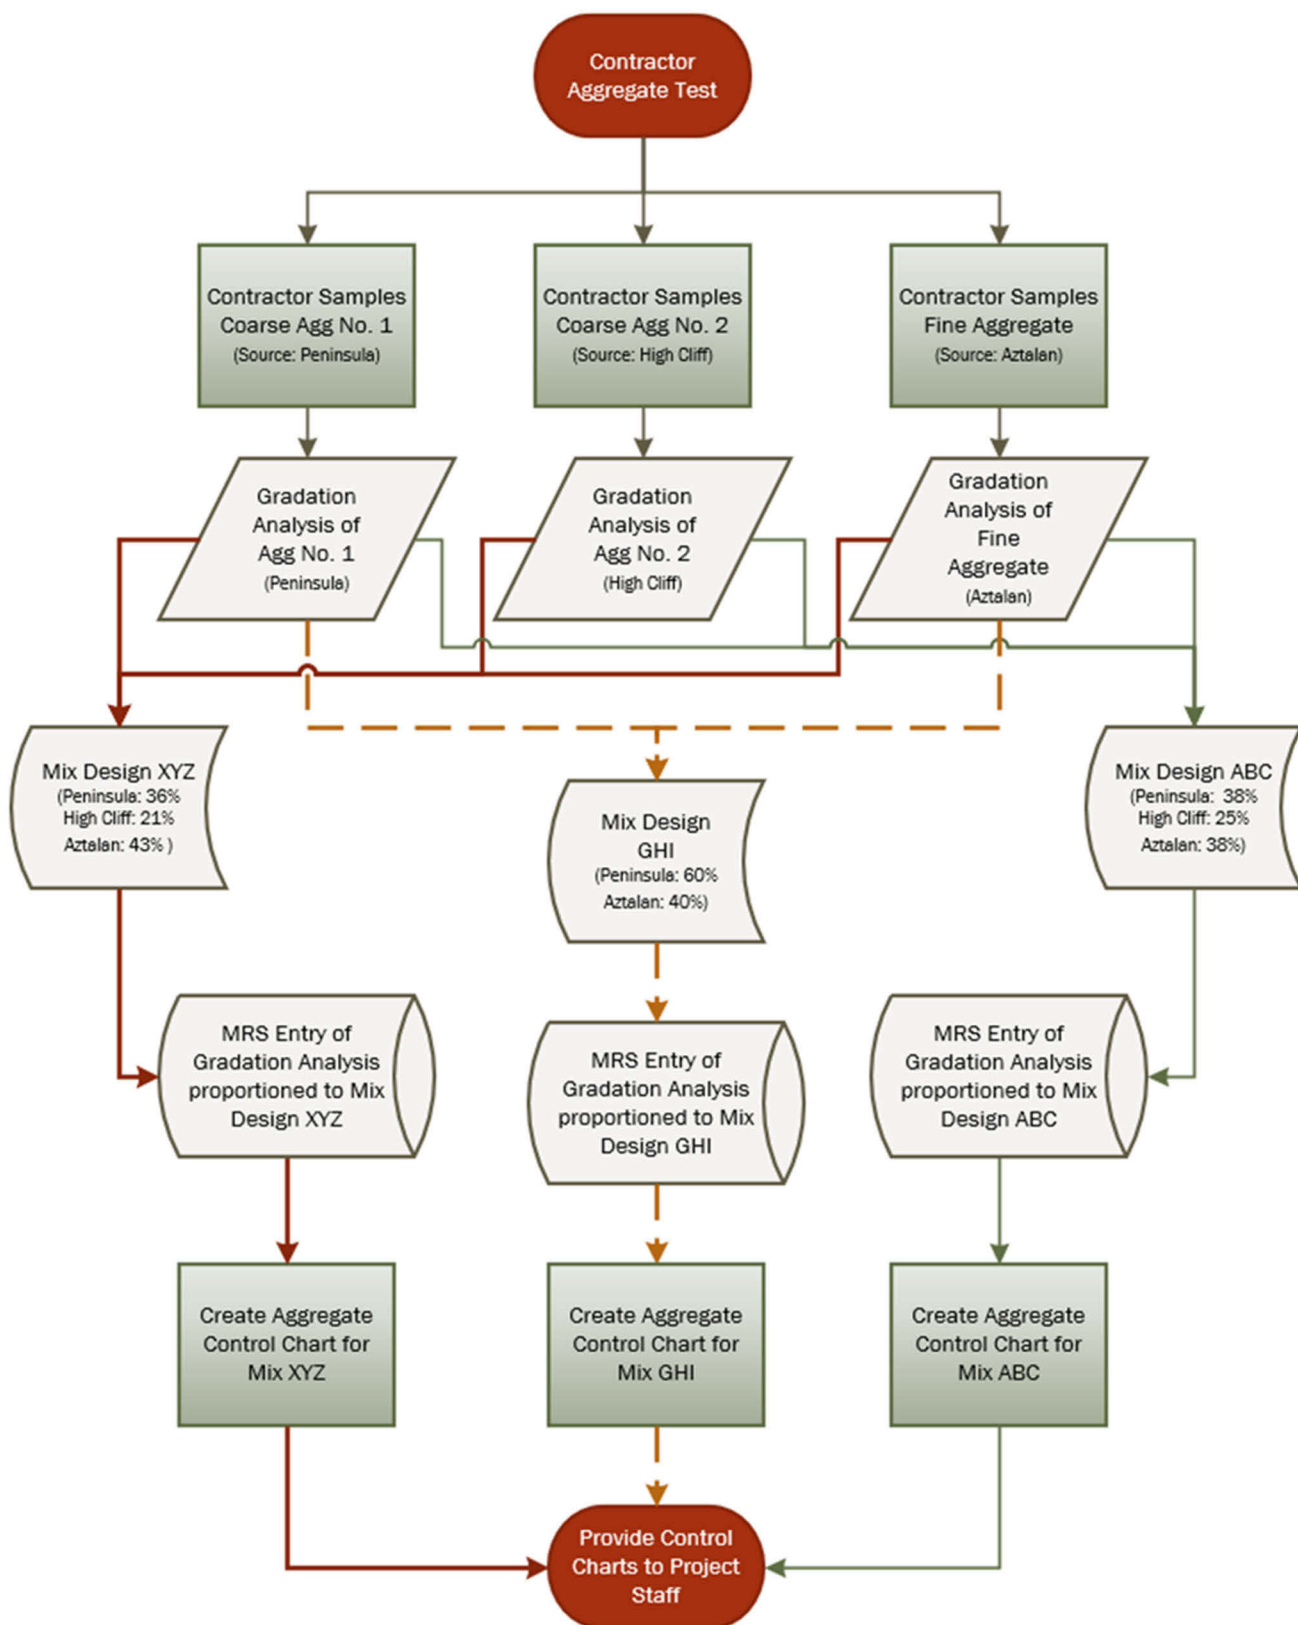 Contractor
Aggregate Test
Contractor Samples
Coarse Agg No. 1
(Source: Peninsula)
Contractor Samples
Coarse Agg No. 2
(Source: High Cliff)
Contractor Samples
Fine Aggregate
(Source: Aztalan)
Gradation
Analysis of
Agg No. 1
(Peninsula)
Gradation
Analysis of
Agg No. 2
(High Cliff)
Gradation
Analysis of
Fine
Aggregate
(Aztalan)
Mix Design XYZ
(Peninsula: 36%
High Cliff: 21%
Aztalan: 43% )
Mix Design
GHI
(Peninsula: 60%
Aztalan: 40%)
Mix Design ABC
(Peninsula:  38%
High Cliff: 25%
Aztalan: 38%)
MRS Entry of
Gradation Analysis
proportioned to Mix
Design XYZ
MRS Entry of
Gradation Analysis
proportioned to Mix
Design GHI
MRS Entry of
Gradation Analysis
proportioned to Mix
Design ABC
Create Aggregate
Control Chart for
Mix XYZ
Create Aggregate
Control Chart for
Mix GHI
Create Aggregate
Control Chart for
Mix ABC
Provide Control
Charts to Project
Staff